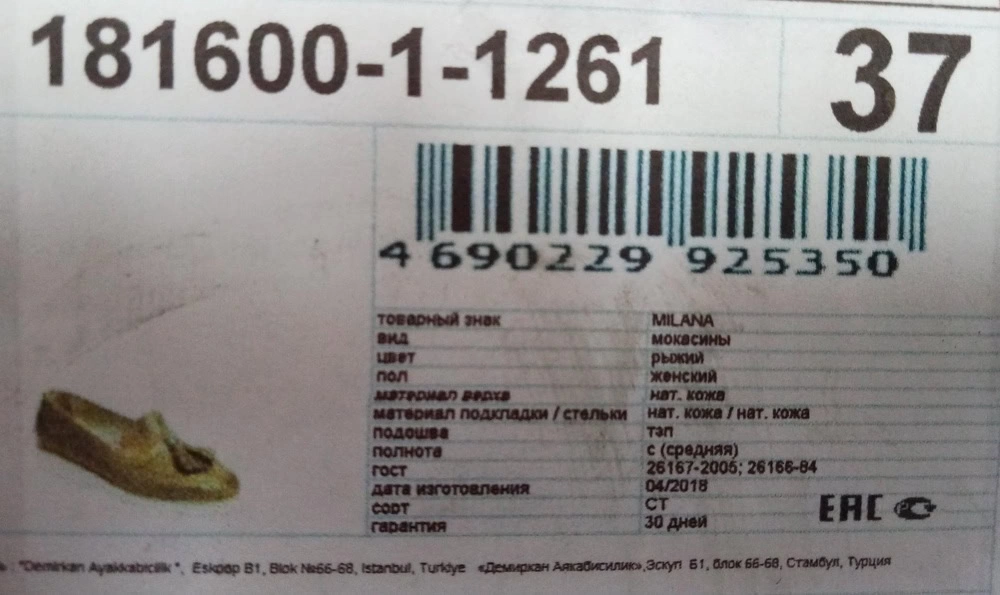 181600-1-1261 37
4 690229 925350
товарный знак MILANA
вид мокасины
цвет рыжий
пол женский
материал верха нат. кожа
материал подкладки / стельки нат. кожа / нат. кожа
подошва тэп
полнота с (средняя)
гост 26167-2005; 26166-84
дата изготовления 04/2018
сорт СТ
гарантия 30 дней
EAC
"Demirkan Ayakkabicilik ", Eskoop B1, Blok №66-68, Istanbul, Turkiye «Демиркан Аякабисилик»,Эскуп Б1, блок 66-68, Стамбул, Турция